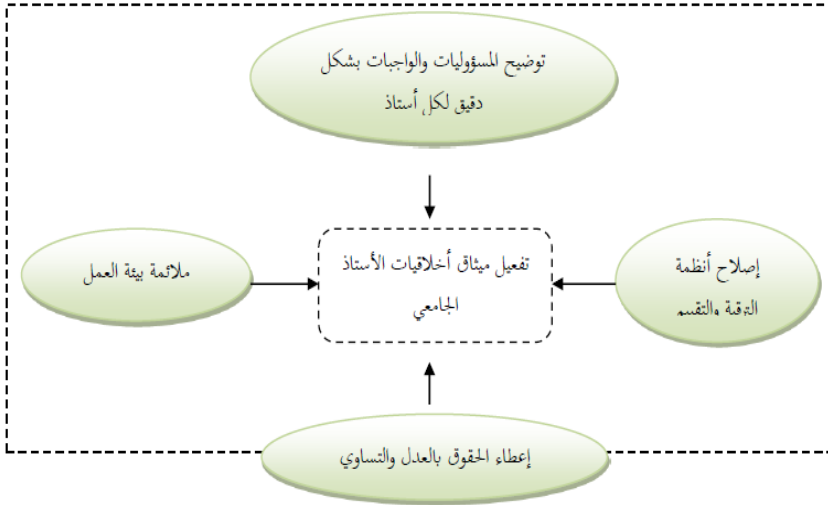 توضيح المسؤوليات والواجبات بشكل
دقيق لكل أستاذ
إصلاح أنظمة
الترقية والتقييم
تفعيل ميثاق أخلاقيات الأستاذ
الجامعي
ملائمة بيئة العمل
إعطاء الحقوق بالعدل والتساوي